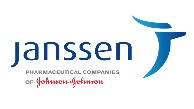 janssen
PHARMACEUTICAL COMPANIES
OF Johnson & Johnson